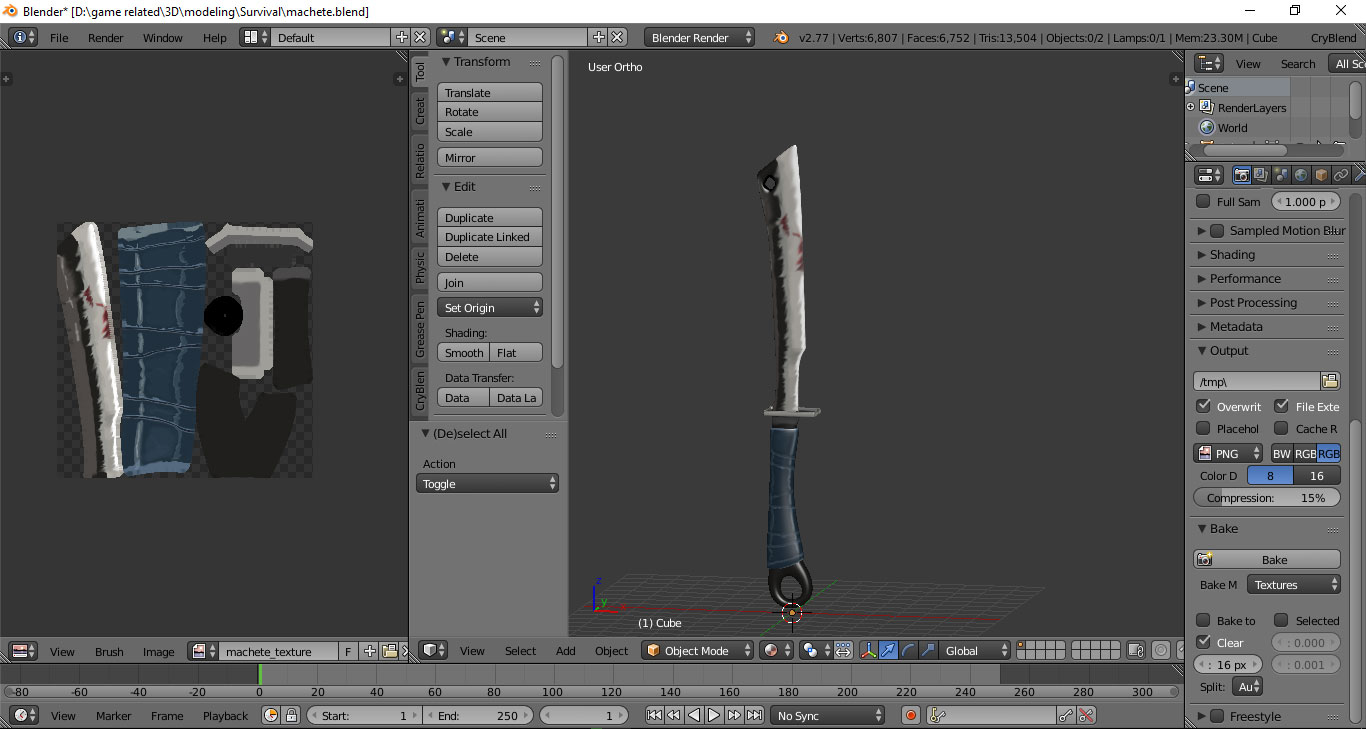 Blender* [D:\game related\3D\modeling\Survival\machete.blend]
File Render Window Help Default Scene Blender Render v2.77 | Verts:6,807 | Faces:6,752 | Tris:13,504 | Objects:0/2 | Lamps:0/1 | Mem:23.30M | Cube CryBlend
Tool
Creat
Relatio
Animati
Physic
Grease Pen
CryBlen
Transform
Translate
Rotate
Scale
Mirror
Edit
Duplicate
Duplicate Linked
Delete
Join
Set Origin
Shading:
Smooth Flat
Data Transfer:
Data Data La
(De)select All
Action
Toggle
User Ortho
z
y
(1) Cube
View Search All Sc
Scene
RenderLayers
World
Full Sam 1.000 p
Sampled Motion Blur
Shading
Performance
Post Processing
Metadata
Output
/tmp\
Overwrit File Exte
Placehol Cache R
PNG BW RGB RGB
Color D 8 16
Compression: 15%
Bake
Bake
Bake M Textures
Bake to Selected
Clear : 0.000
: 16 px : 0.001
Split: Au
Freestyle
View Brush Image machete_texture F
View Select Add Object Object Mode Global
-80 -60 -40 -20 0 20 40 60 80 100 120 140 160 180 200 220 240 260 280 300
View Marker Frame Playback Start: 1 End: 250 1 No Sync